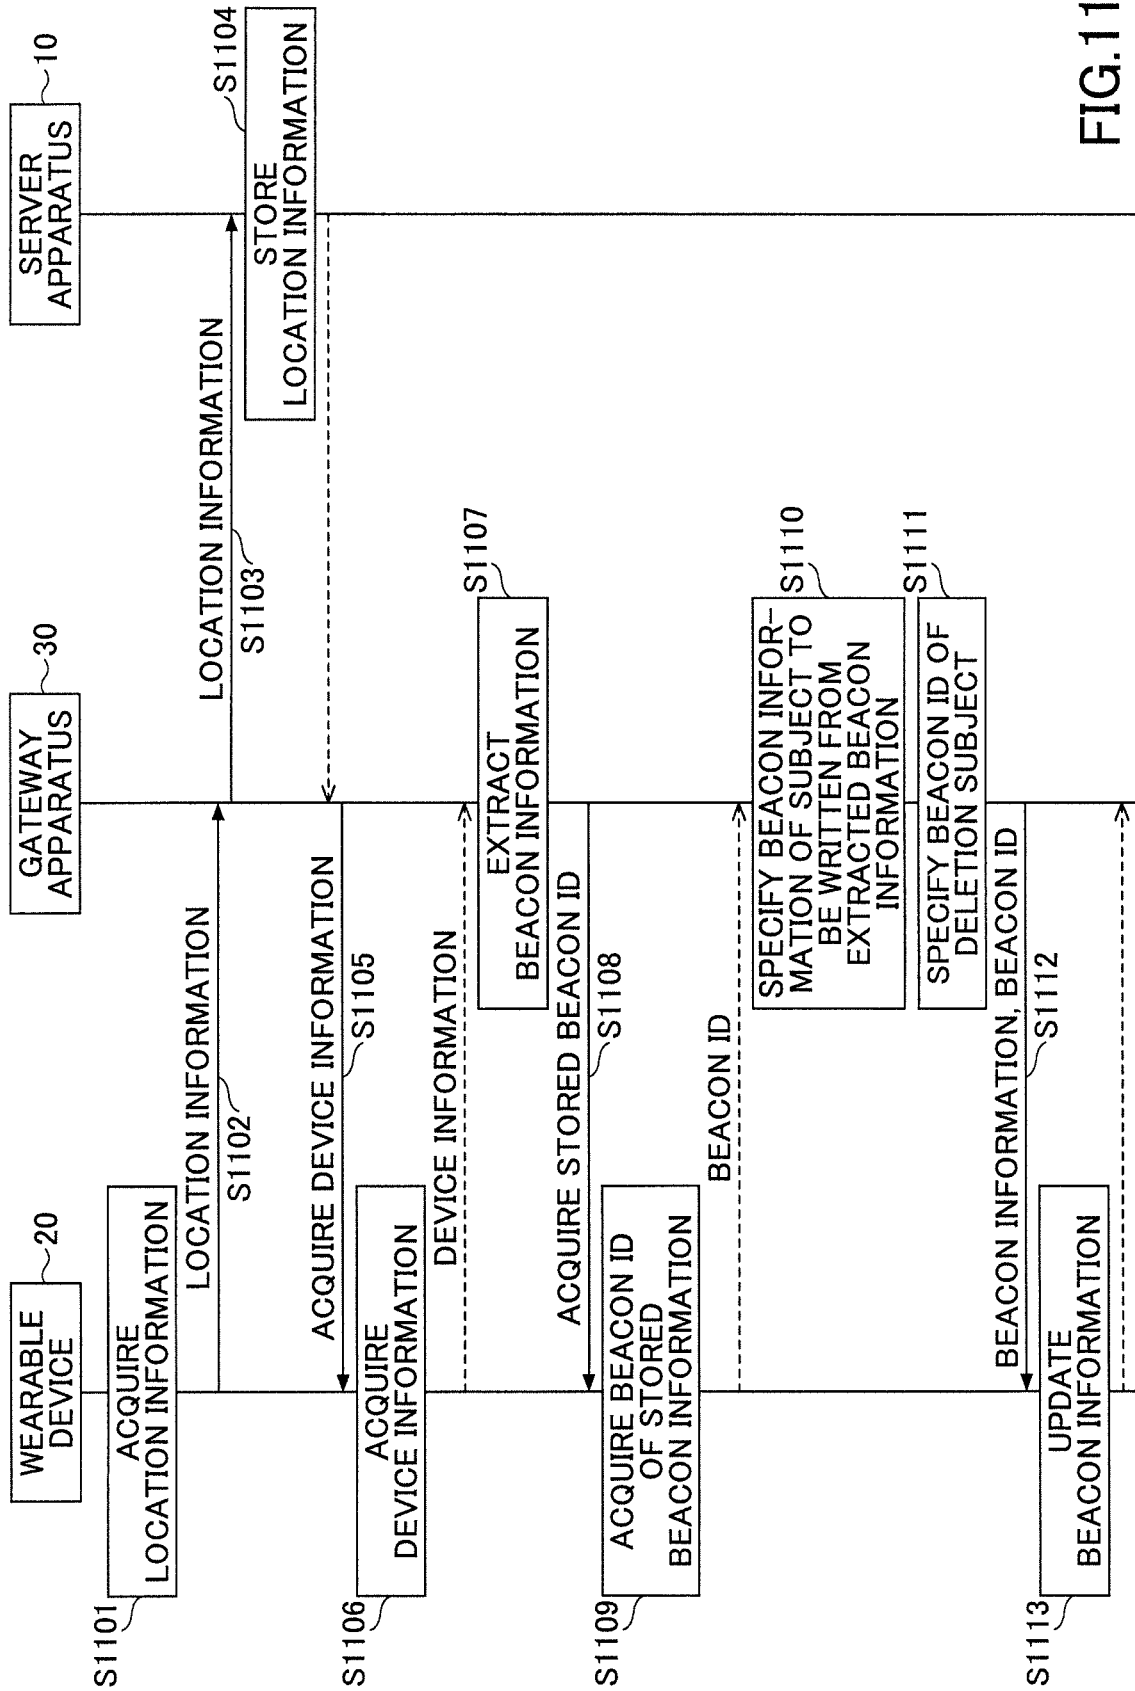 WEARABLE
DEVICE
20
GATEWAY
APPARATUS
30
SERVER
APPARATUS
10
S1101
ACQUIRE
LOCATION INFORMATION
LOCATION INFORMATION
S1102
LOCATION INFORMATION
S1103
S1104
STORE
LOCATION INFORMATION
ACQUIRE DEVICE INFORMATION
S1105
S1106
ACQUIRE
DEVICE INFORMATION
DEVICE INFORMATION
S1107
EXTRACT
BEACON INFORMATION
ACQUIRE STORED BEACON ID
S1108
S1109
ACQUIRE BEACON ID
OF STORED
BEACON INFORMATION
BEACON ID
S1110
SPECIFY BEACON INFOR-
MATION OF SUBJECT TO
BE WRITTEN FROM
EXTRACTED BEACON
INFORMATION
S1111
SPECIFY BEACON ID OF
DELETION SUBJECT
BEACON INFORMATION, BEACON ID
S1112
S1113
UPDATE
BEACON INFORMATION
FIG.11